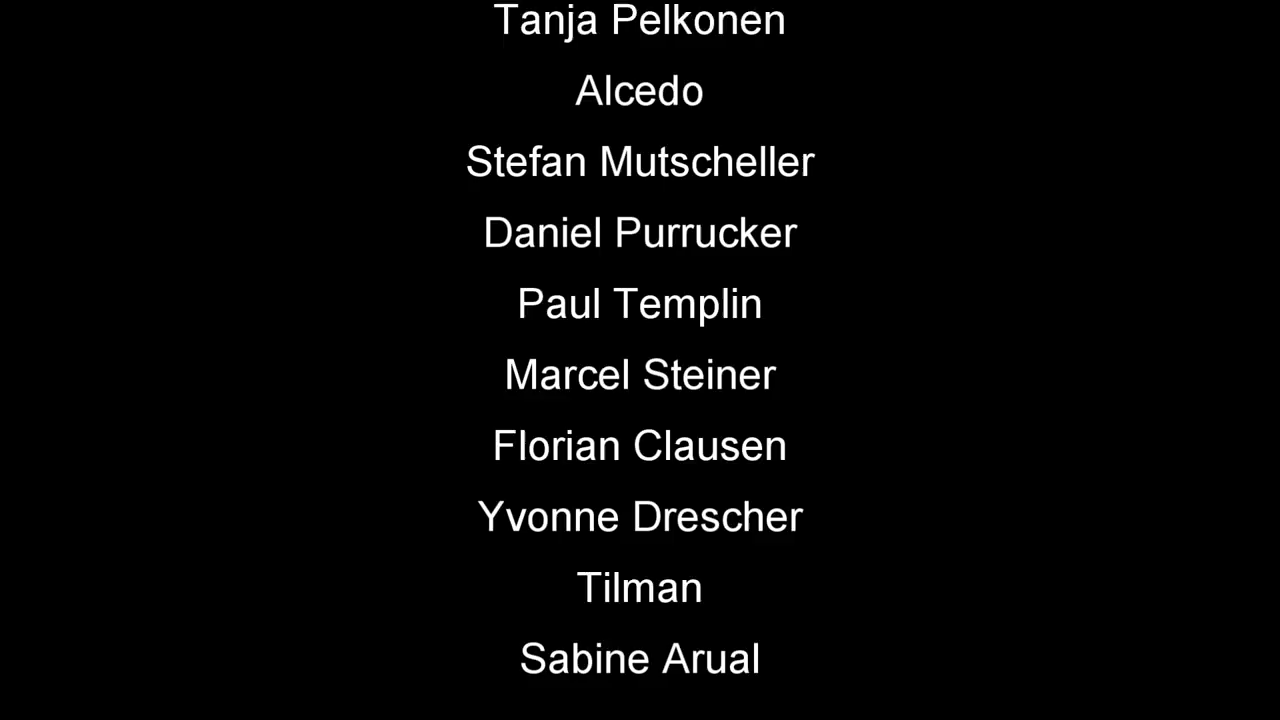 Tanja Pelkonen
Alcedo
Stefan Mutscheller
Daniel Purrucker
Paul Templin
Marcel Steiner
Florian Clausen
Yvonne Drescher
Tilman
Sabine Arual